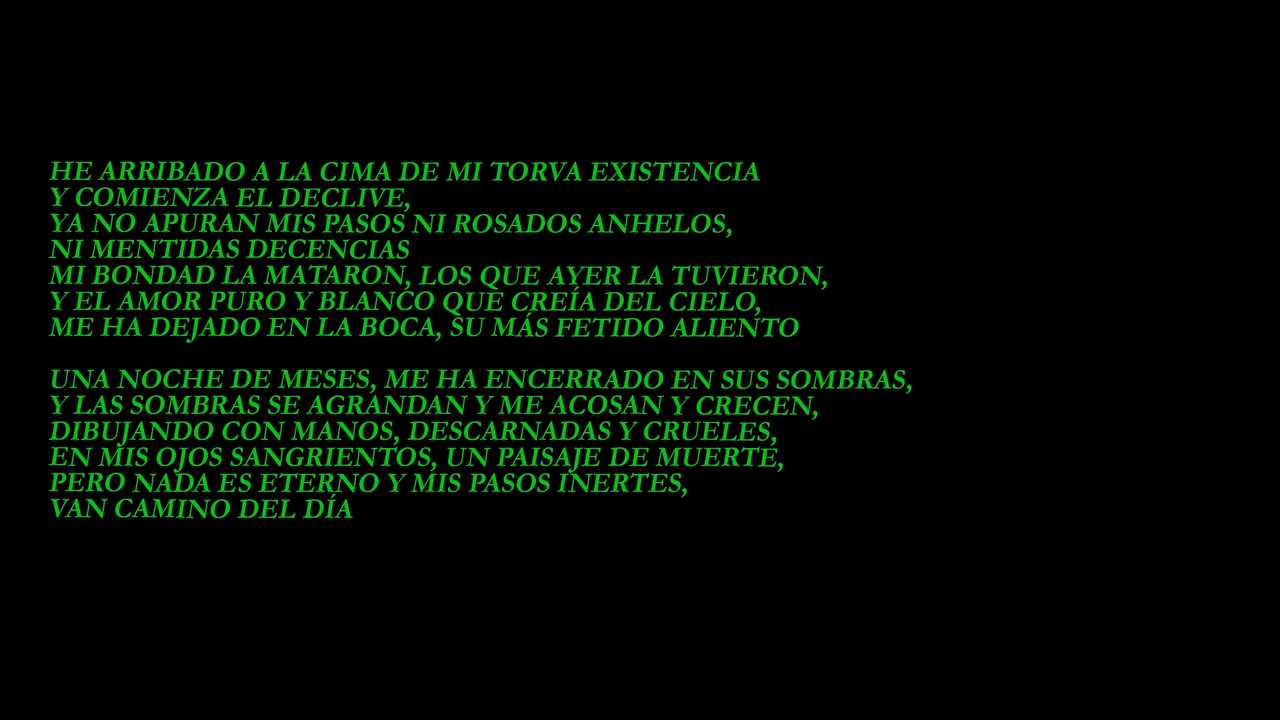 HE ARRIBADO A LA CIMA DE MI TORVA EXISTENCIA
Y COMIENZA EL DECLIVE,
YA NO APURAN MIS PASOS NI ROSADOS ANHELOS,
NI MENTIDAS DECENCIAS
MI BONDAD LA MATARON, LOS QUE AYER LA TUVIERON,
Y EL AMOR PURO Y BLANCO QUE CREÍA DEL CIELO,
ME HA DEJADO EN LA BOCA, SU MÁS FETIDO ALIENTO

UNA NOCHE DE MESES, ME HA ENCERRADO EN SUS SOMBRAS,
Y LAS SOMBRAS SE AGRANDAN Y ME ACOSAN Y CRECEN,
DIBUJANDO CON MANOS, DESCARNADAS Y CRUELES,
EN MIS OJOS SANGRIENTOS, UN PAISAJE DE MUERTE,
PERO NADA ES ETERNO Y MIS PASOS INERTES,
VAN CAMINO DEL DÍA